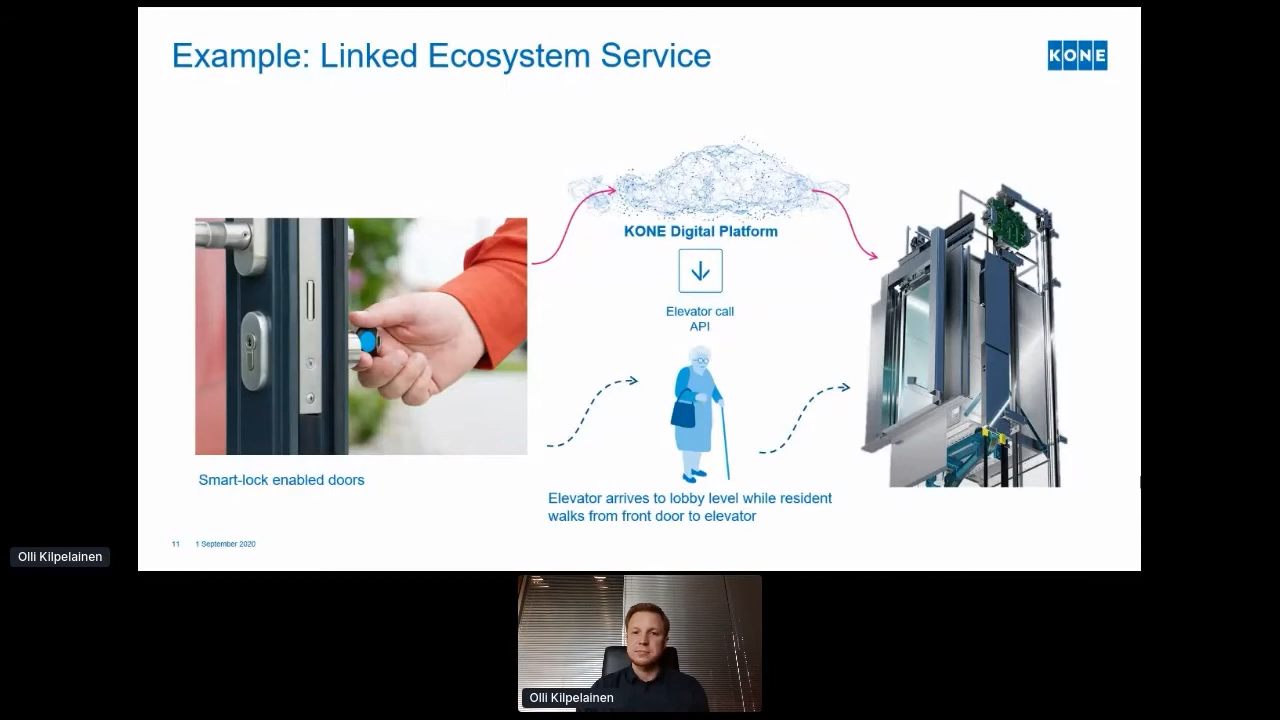 Example: Linked Ecosystem Service
KONE
KONE Digital Platform
Elevator call
API
Smart-lock enabled doors
Elevator arrives to lobby level while resident
walks from front door to elevator
11 1 September 2020
Olli Kilpelainen
Olli Kilpelainen